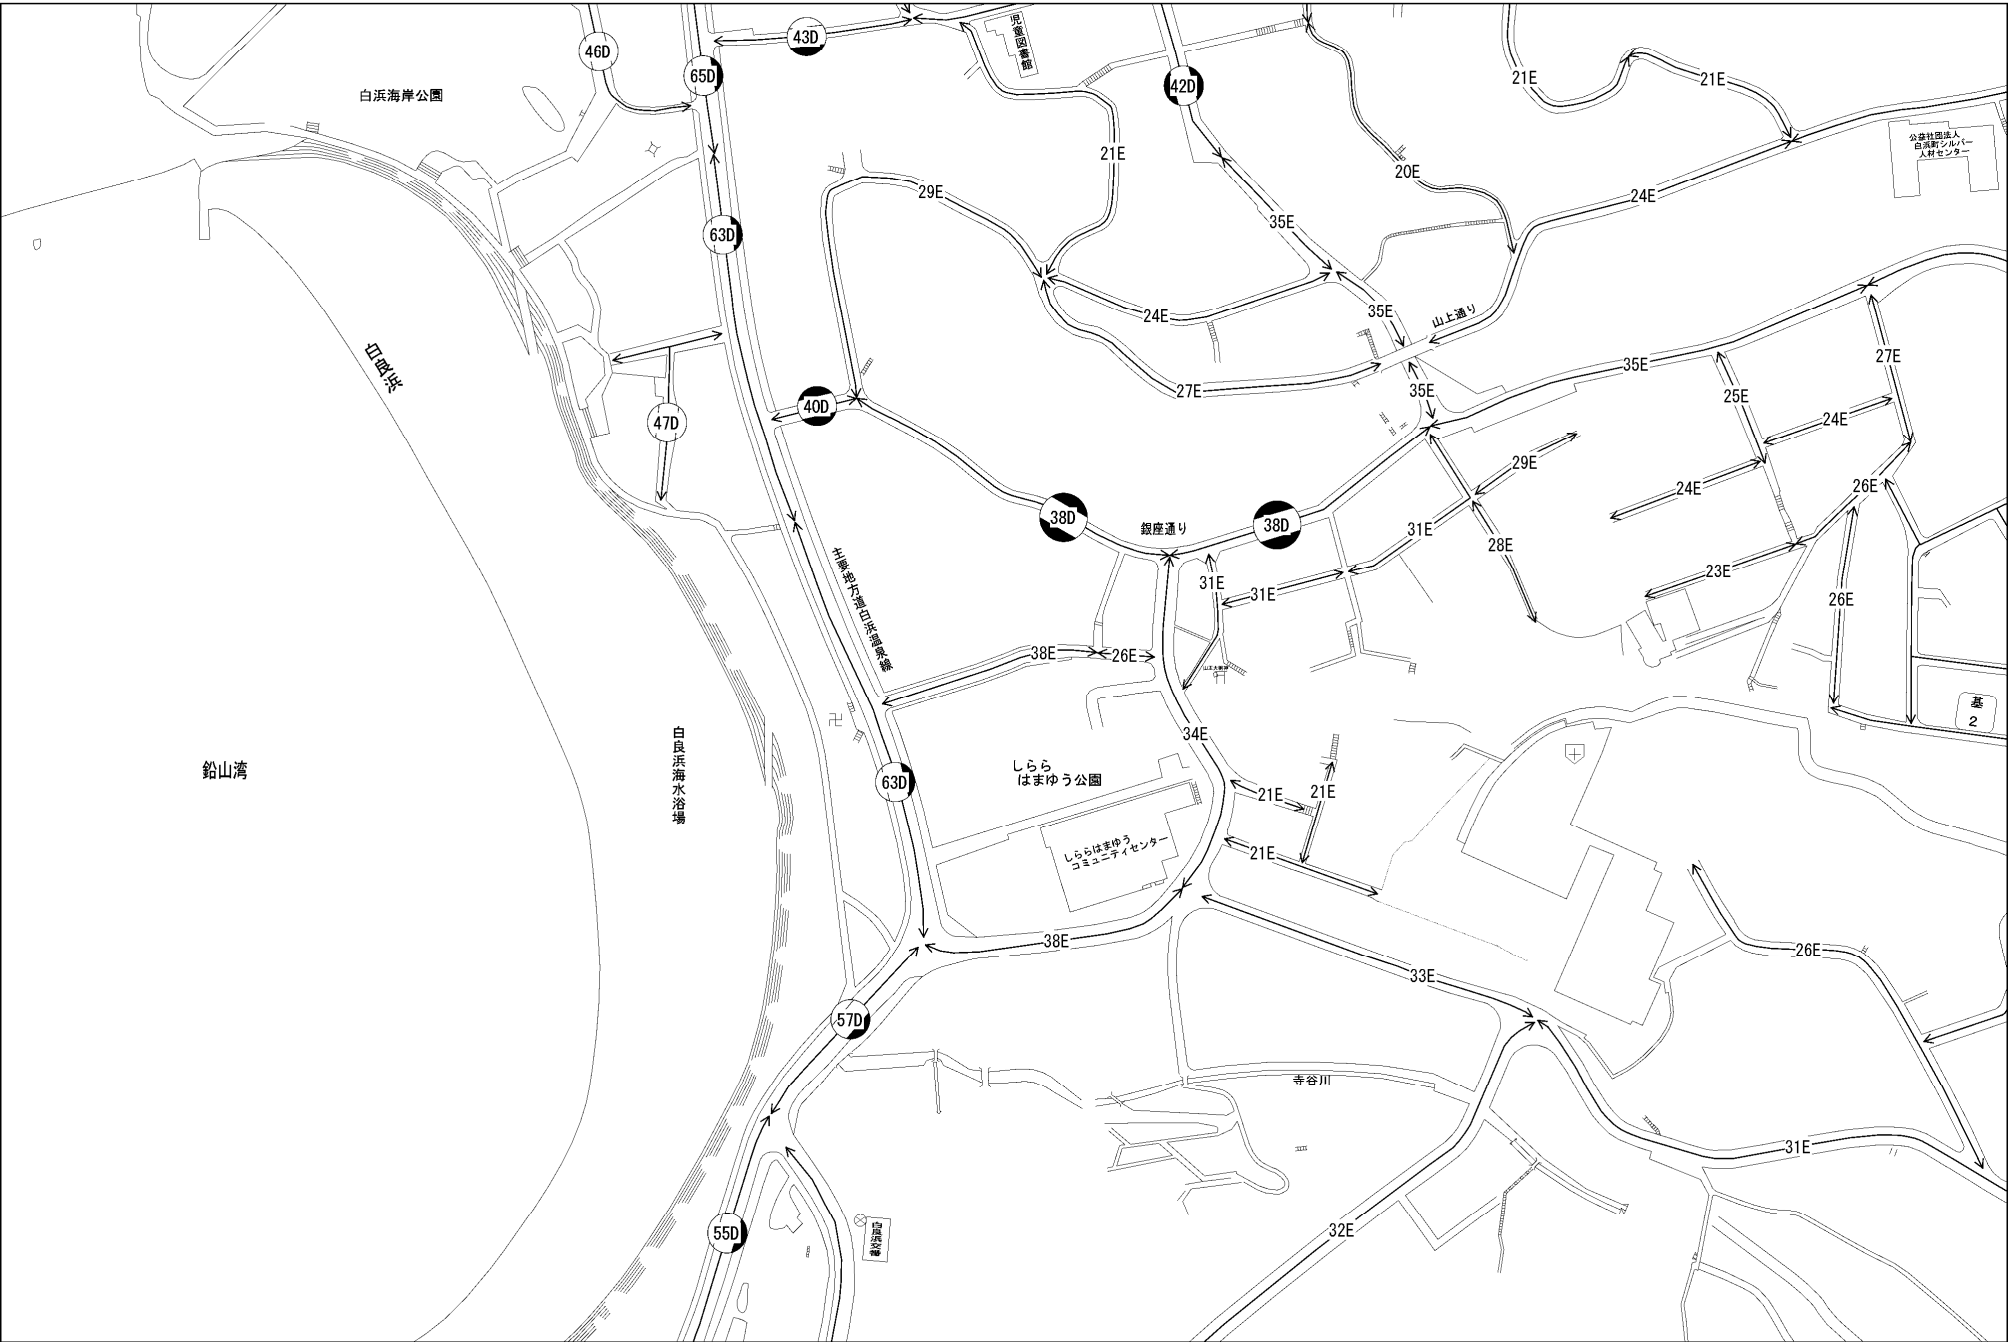 46D
65D
43D
児童図書館
42D
21E
21E
白浜海岸公園
公益社団法人
白浜町シルバー
人材センター
21E
20E
29E
24E
63D
35E
24E
35E
山上通り
白良浜
27E
35E
35E
27E
25E
24E
40D
47D
29E
24E
26E
38D
銀座通り
38D
31E
28E
主要地方道白浜温泉線
31E
31E
23E
26E
38E
26E
基
2
34E
白良浜海水浴場
鉛山湾
しらら
はまゆう公園
63D
21E
21E
しららはまゆう
コミュニティセンター
21E
38E
26E
33E
57D
寺谷川
31E
32E
55D
白良浜交番